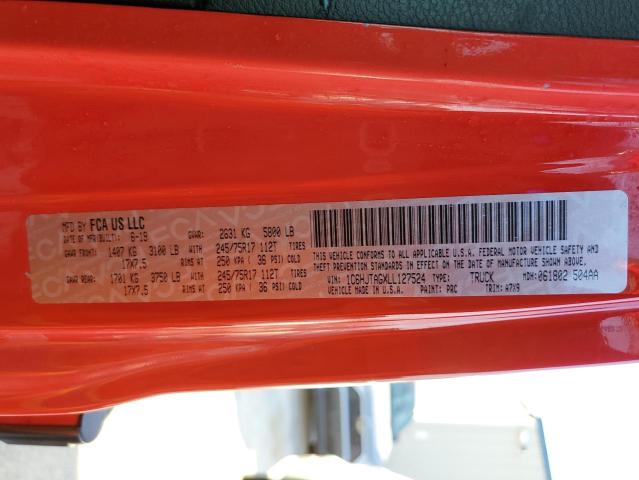 MFD BY FCA US LLC
DATE OF MFR(BUILT): 6-19 GVWR: 2631 KG 5800 LB
GAWR FRONT: 1407 KG 3100 LB WITH 245/75R17 112T TIRES
17X7.5 RIMS AT 250 KPA ( 36 PSI) COLD
GAWR REAR: 1701 KG 3750 LB WITH 245/75R17 112T TIRES
17X7.5 RIMS AT 250 KPA ( 36 PSI) COLD
THIS VEHICLE CONFORMS TO ALL APPLICABLE U.S.A. FEDERAL MOTOR VEHICLE SAFETY AND
THEFT PREVENTION STANDARDS IN EFFECT ON THE DATE OF MANUFACTURE SHOWN ABOVE.
VIN: 1C6HJTAGXLL127524 TYPE: TRUCK MDH: 061802 504AA
VEHICLE MADE IN U.S.A. PAINT: PRC TRIM: A7X9